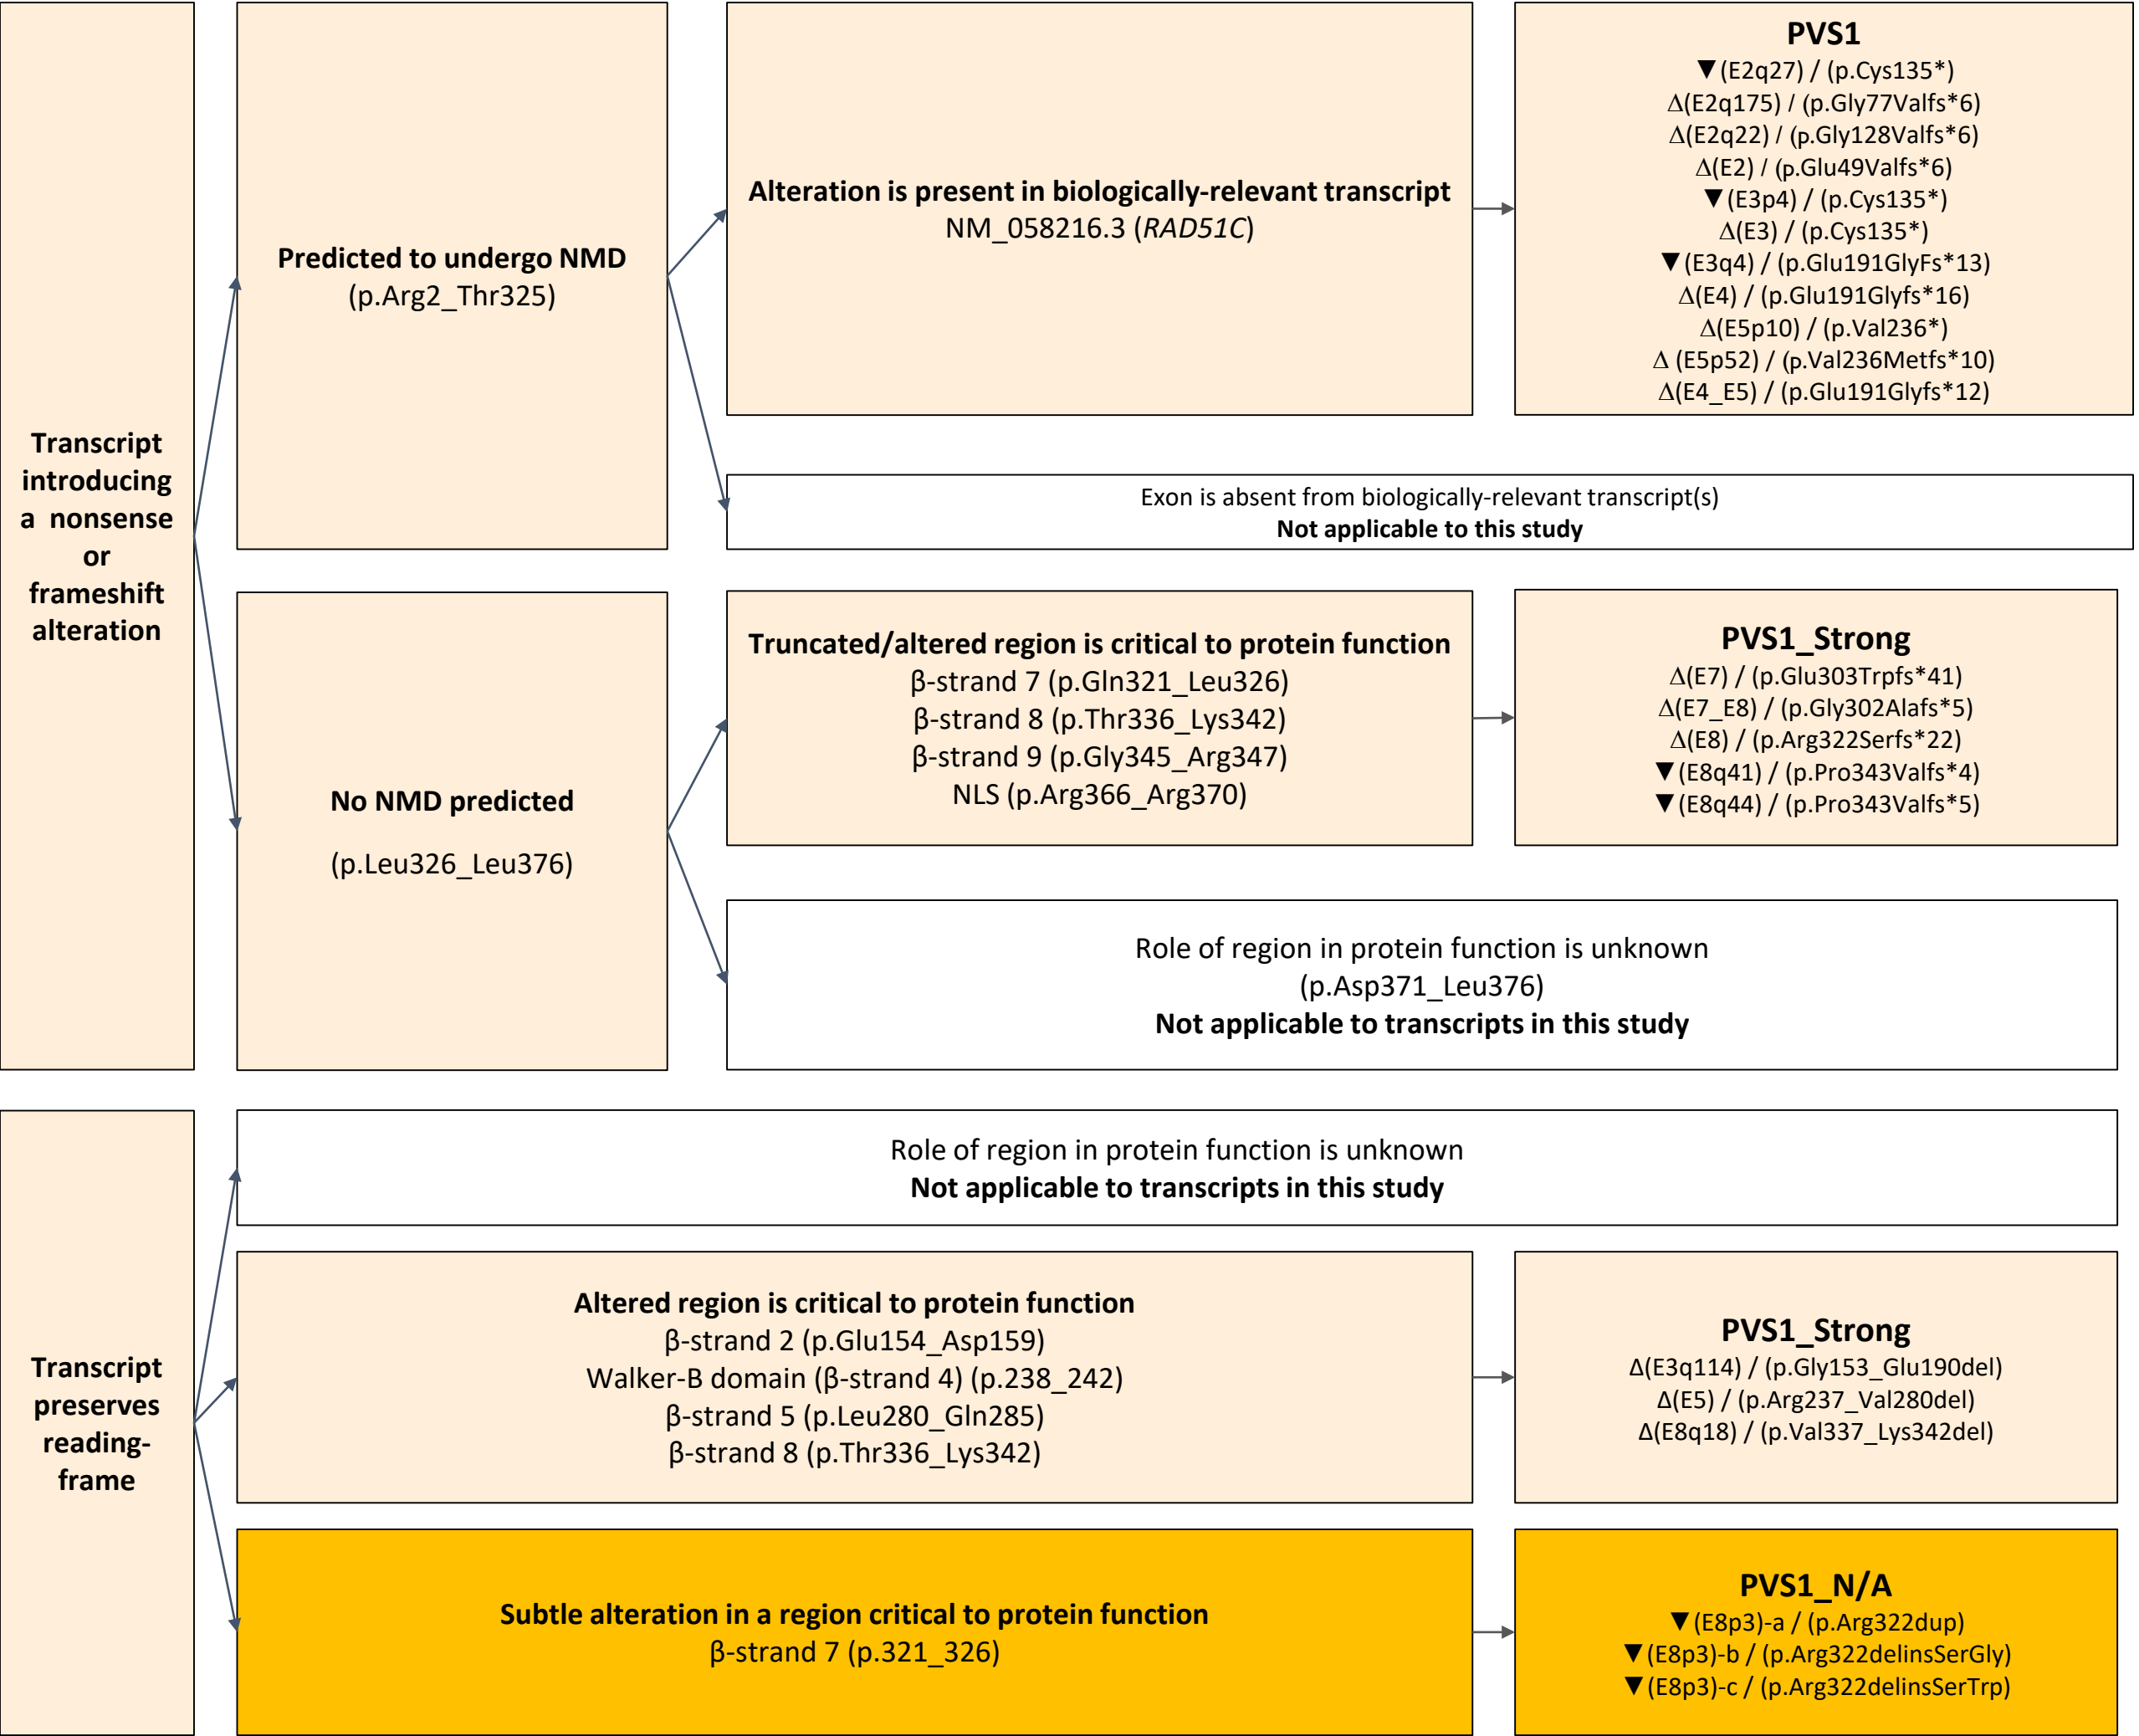 Transcript
introducing
a nonsense
or
frameshift
alteration
Predicted to undergo NMD
(p.Arg2_Thr325)
Alteration is present in biologically-relevant transcript
NM_058216.3 (RAD51C)
PVS1
▼(E2q27) / (p.Cys135*)
Δ(E2q175) / (p.Gly77Valfs*6)
Δ(E2q22) / (p.Gly128Valfs*6)
Δ(E2) / (p.Glu49Valfs*6)
▼(E3p4) / (p.Cys135*)
Δ(E3) / (p.Cys135*)
▼(E3q4) / (p.Glu191GlyFs*13)
Δ(E4) / (p.Glu191Glyfs*16)
Δ(E5p10) / (p.Val236*)
Δ (E5p52) / (p.Val236Metfs*10)
Δ(E4_E5) / (p.Glu191Glyfs*12)
Exon is absent from biologically-relevant transcript(s)
Not applicable to this study
No NMD predicted
(p.Leu326_Leu376)
Truncated/altered region is critical to protein function
β-strand 7 (p.Gln321_Leu326)
β-strand 8 (p.Thr336_Lys342)
β-strand 9 (p.Gly345_Arg347)
NLS (p.Arg366_Arg370)
PVS1_Strong
Δ(E7) / (p.Glu303Trpfs*41)
Δ(E7_E8) / (p.Gly302Alafs*5)
Δ(E8) / (p.Arg322Serfs*22)
▼(E8q41) / (p.Pro343Valfs*4)
▼(E8q44) / (p.Pro343Valfs*5)
Role of region in protein function is unknown
(p.Asp371_Leu376)
Not applicable to transcripts in this study
Transcript
preserves
reading-
frame
Role of region in protein function is unknown
Not applicable to transcripts in this study
Altered region is critical to protein function
β-strand 2 (p.Glu154_Asp159)
Walker-B domain (β-strand 4) (p.238_242)
β-strand 5 (p.Leu280_Gln285)
β-strand 8 (p.Thr336_Lys342)
PVS1_Strong
Δ(E3q114) / (p.Gly153_Glu190del)
Δ(E5) / (p.Arg237_Val280del)
Δ(E8q18) / (p.Val337_Lys342del)
Subtle alteration in a region critical to protein function
β-strand 7 (p.321_326)
PVS1_N/A
▼(E8p3)-a / (p.Arg322dup)
▼(E8p3)-b / (p.Arg322delinsSerGly)
▼(E8p3)-c / (p.Arg322delinsSerTrp)